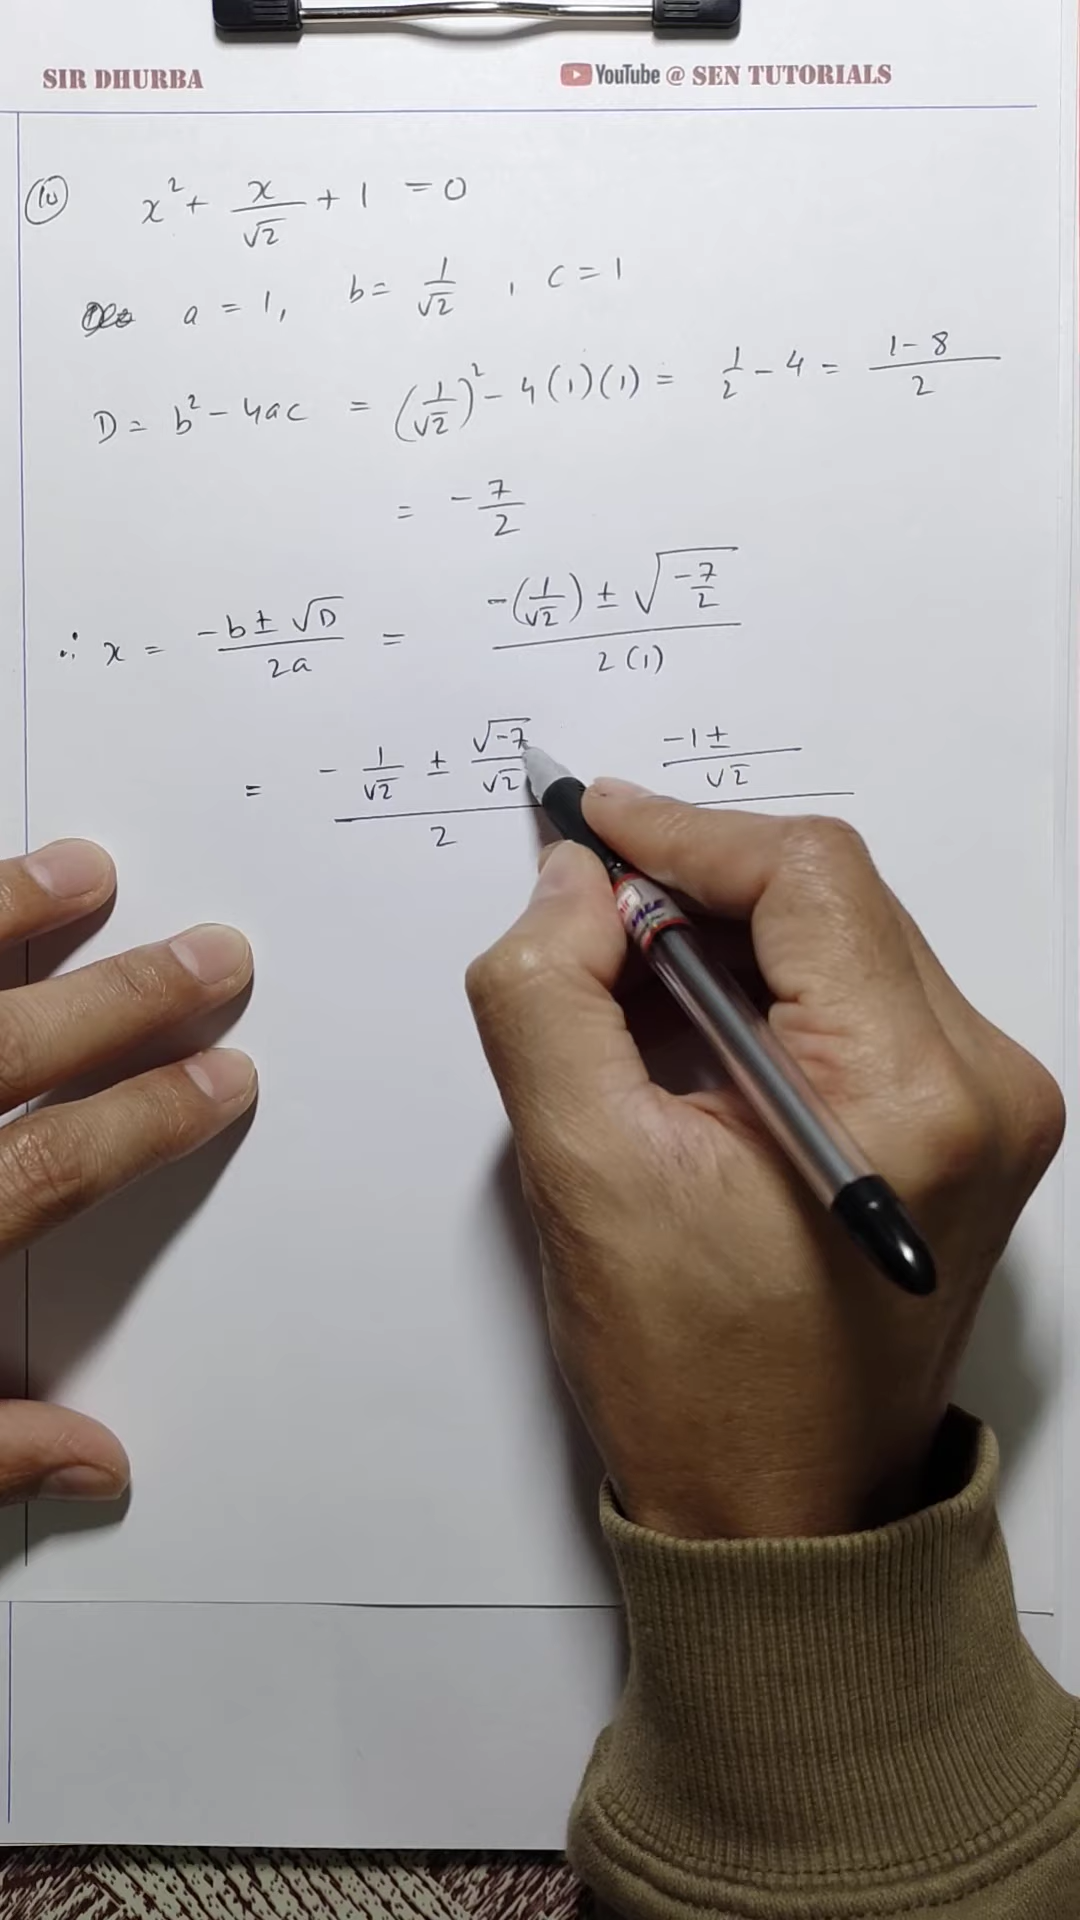 SIR DHURBA
YouTube @ SEN TUTORIALS
10 x² + x/√2 + 1 = 0
a = 1, b = 1/√2 , c = 1
D = b² - 4ac = (1/√2)² - 4(1)(1) = 1/2 - 4 = (1-8)/2
= -7/2
∴ x = (-b ± √D)/2a = (-(1/√2) ± √(-7/2))/2(1)
= (-1/√2 ± √-7/√2)/2 (-1 ±)/√2